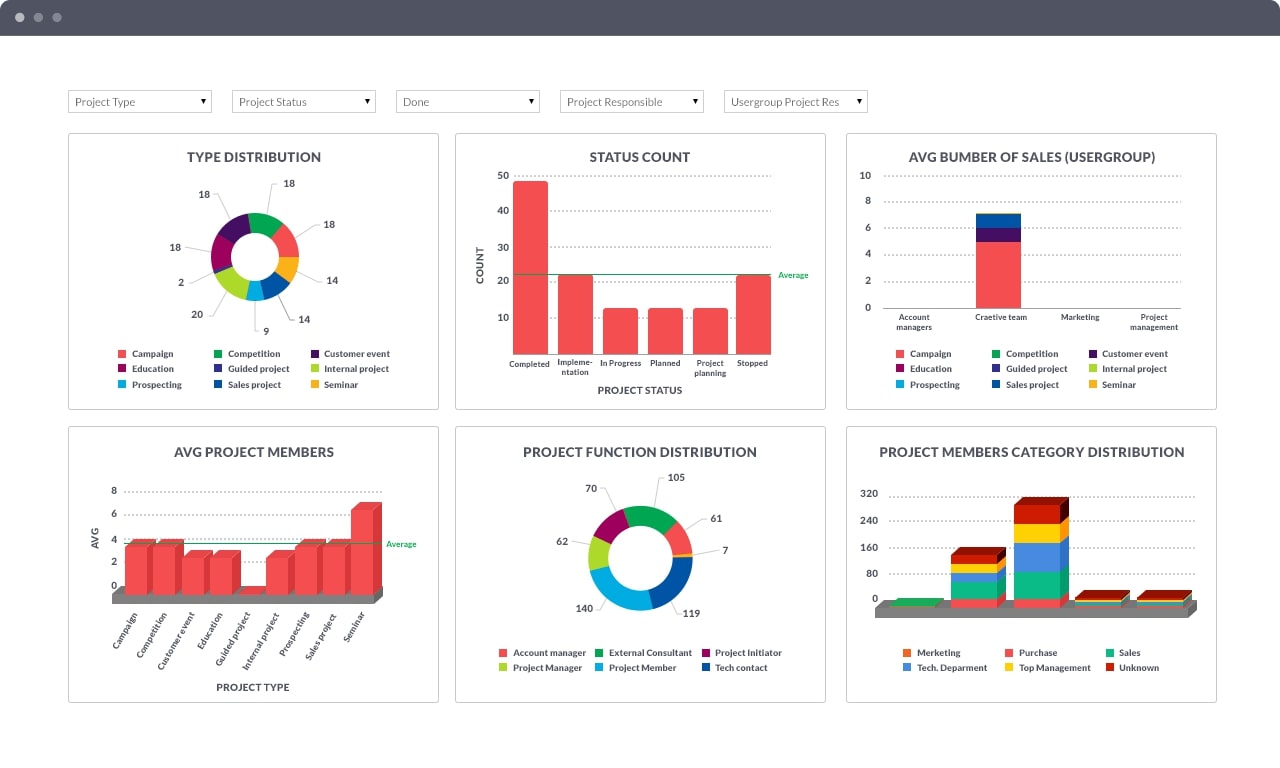 Project Type
Project Status
Done
Project Responsible
Usergroup Project Res
TYPE DISTRIBUTION
18
18
18
18
14
2
20
14
9
Campaign
Competition
Customer event
Education
Guided project
Internal project
Prospecting
Sales project
Seminar
STATUS COUNT
50
40
30
20
10
COUNT
Average
Completed
Impleme-
ntation
In Progress
Planned
Project
planning
Stopped
PROJECT STATUS
AVG BUMBER OF SALES (USERGROUP)
10
8
6
4
2
0
Account
managers
Craetive team
Marketing
Project
management
Campaign
Competition
Customer event
Education
Guided project
Internal project
Prospecting
Sales project
Seminar
AVG PROJECT MEMBERS
8
6
4
2
0
AVG
Average
Campaign
Competition
Customer event
Education
Guided project
Internal project
Prospecting
Sales project
Seminar
PROJECT TYPE
PROJECT FUNCTION DISTRIBUTION
105
70
61
62
7
140
119
Account manager
External Consultant
Project Initiator
Project Manager
Project Member
Tech contact
PROJECT MEMBERS CATEGORY DISTRIBUTION
320
240
160
80
0
Merketing
Purchase
Sales
Tech. Deparment
Top Management
Unknown